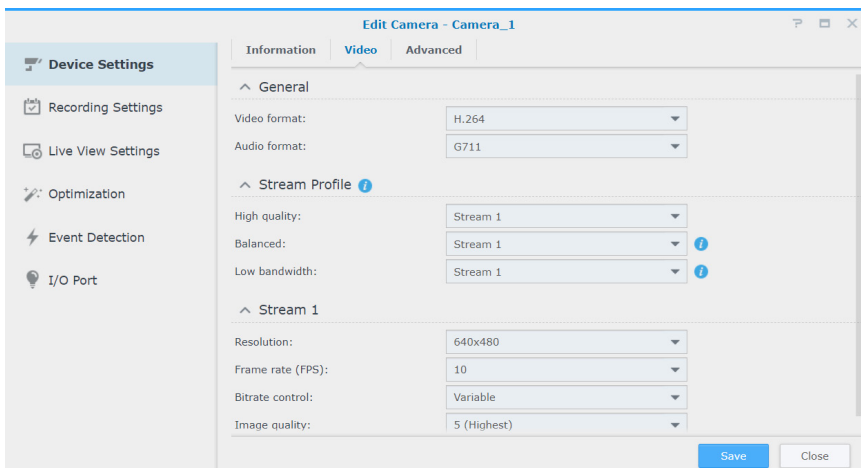 Edit Camera - Camera_1
Device Settings
Recording Settings
Live View Settings
Optimization
Event Detection
I/O Port
Information Video Advanced
General
Video format: H.264
Audio format: G711
Stream Profile
High quality: Stream 1
Balanced: Stream 1
Low bandwidth: Stream 1
Stream 1
Resolution: 640x480
Frame rate (FPS): 10
Bitrate control: Variable
Image quality: 5 (Highest)
Save Close